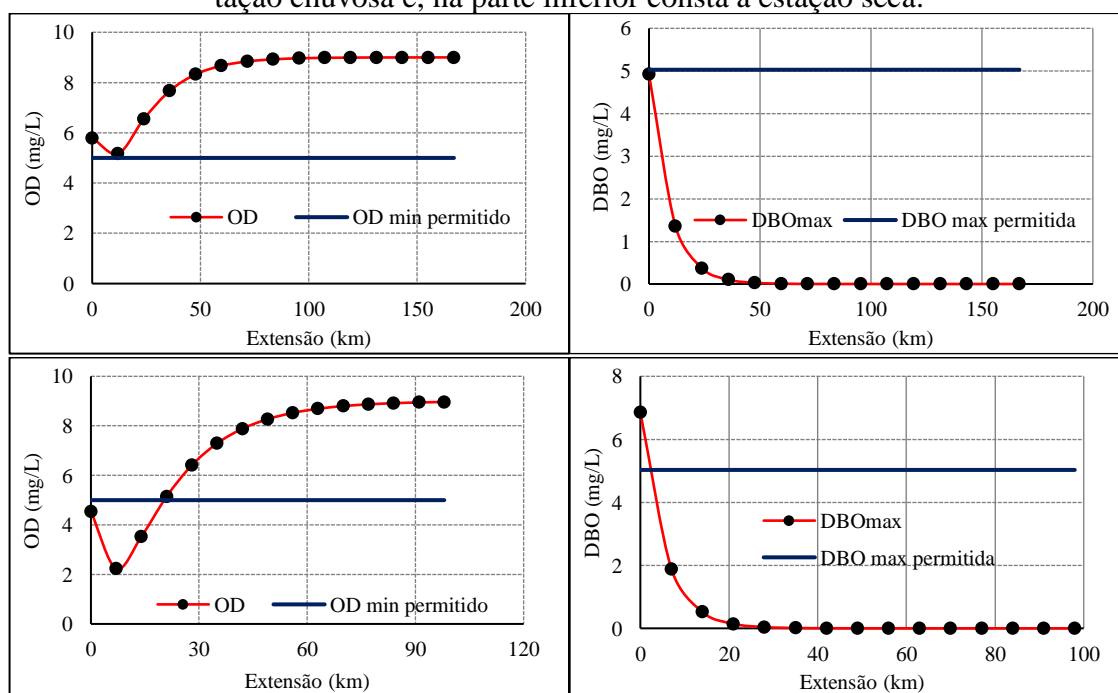 tação chuvosa e, na parte inferior consta a estação seca.
10
8
6
4
2
0
OD (mg/L)
OD
OD min permitido
0
50
100
150
200
Extensão (km)
6
5
4
3
2
1
0
DBO (mg/L)
DBOmax
DBO max permitida
0
50
100
150
200
Extensão (km)
10
8
6
4
2
0
OD (mg/L)
OD
OD min permitido
0
30
60
90
120
Extensão (km)
8
6
4
2
0
DBO (mg/L)
DBOmax
DBO max permitida
0
20
40
60
80
100
Extensão (km)